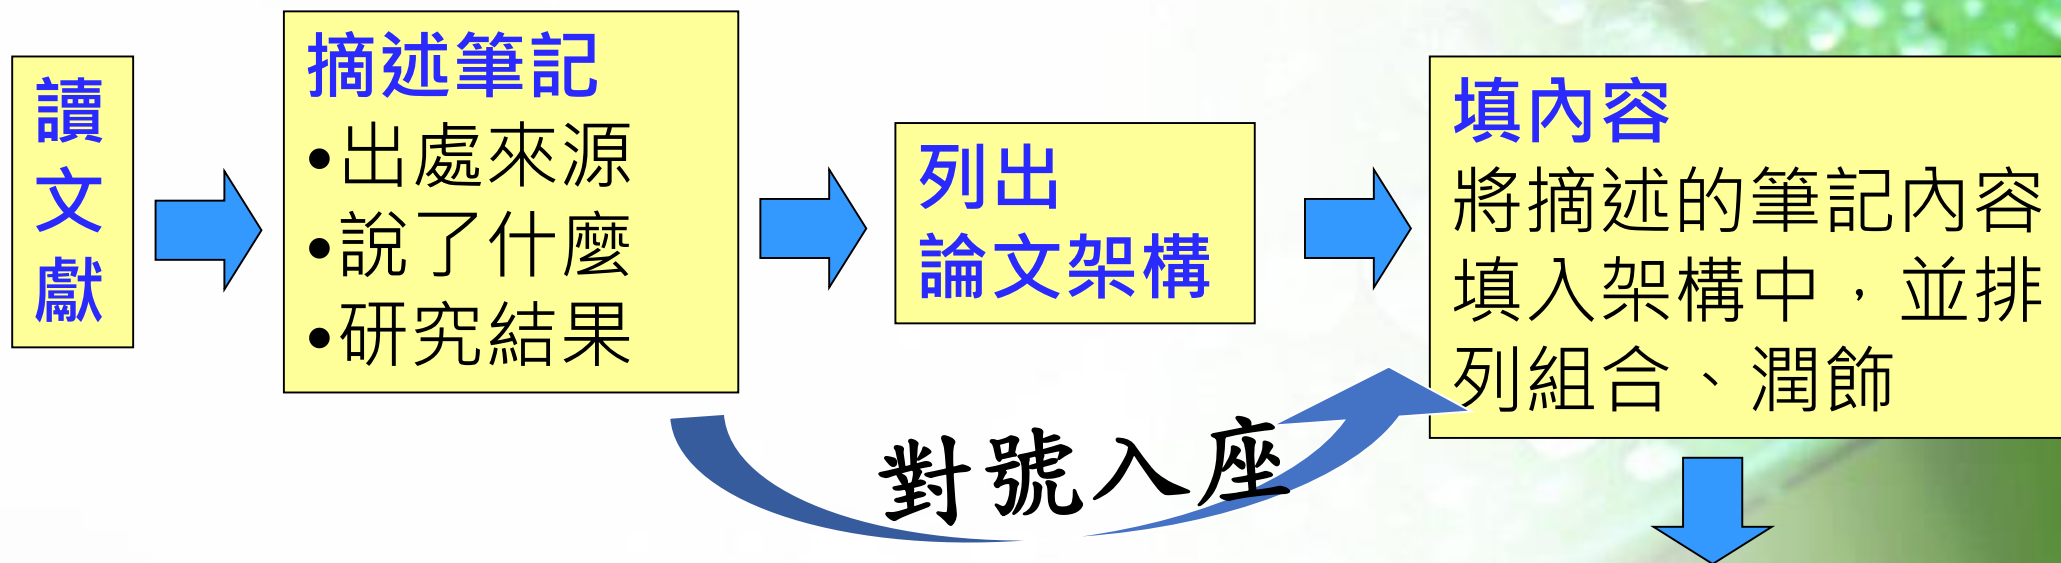 讀
文
獻
摘述筆記
•出處來源
•說了什麼
•研究結果
列出
論文架構
填內容
將摘述的筆記內容
填入架構中，並排
列組合、潤飾
對號入座